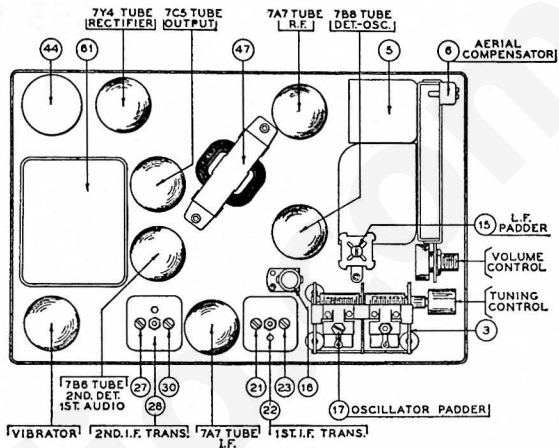 7Y4 TUBE
RECTIFIER
7C5 TUBE
OUTPUT
7A7 TUBE
R.F.
7B8 TUBE
DET.-OSC.
44
61
47
5
6
AERIAL
COMPENSATOR
15
L.F.
PADDER
VOLUME
CONTROL
TUNING
CONTROL
3
27
28
30
21
22
23
16
17
OSCILLATOR PADDER
VIBRATOR
7B6 TUBE
2ND. DET.
1ST. AUDIO
2ND. I.F. TRANS.
7A7 TUBE
I.F.
1ST. I.F. TRANS.